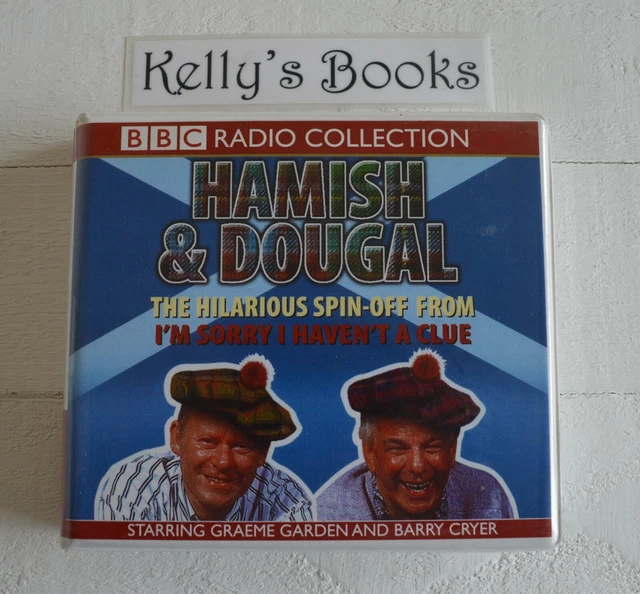 Kelly's Books
BBC RADIO COLLECTION
HAMISH
& DOUGAL
THE HILARIOUS SPIN-OFF FROM
I'M SORRY I HAVEN'T A CLUE
STARRING GRAEME GARDEN AND BARRY CRYER